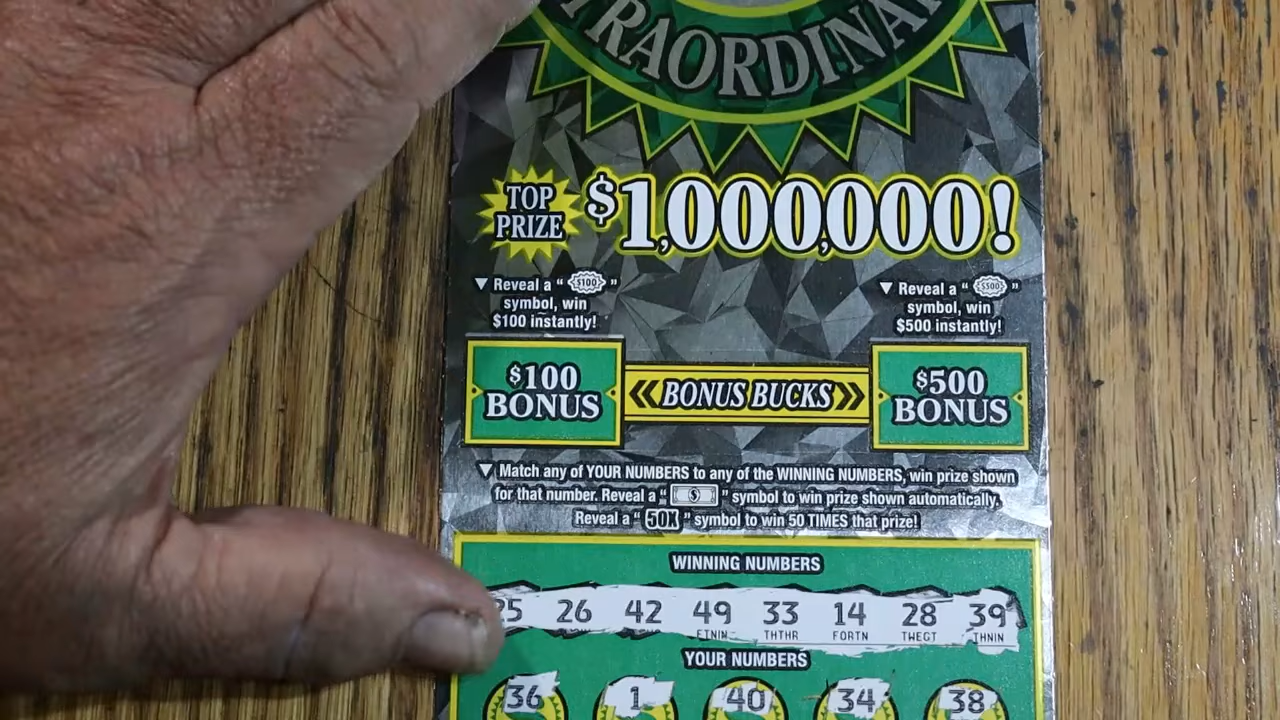 TRAORDINA
TOP PRIZE $1,000,000!
▼ Reveal a " $100 "
symbol, win
$100 instantly!
▼ Reveal a " $500 "
symbol, win
$500 instantly!
$100
BONUS
BONUS BUCKS
$500
BONUS
▼ Match any of YOUR NUMBERS to any of the WINNING NUMBERS, win prize shown
for that number. Reveal a " $ " symbol to win prize shown automatically.
Reveal a " 50X " symbol to win 50 TIMES that prize!
WINNING NUMBERS
25 26 42 49 33 14 28 39
THTHR FORTN TWEGT THNIN
YOUR NUMBERS
36 1 40 34 38